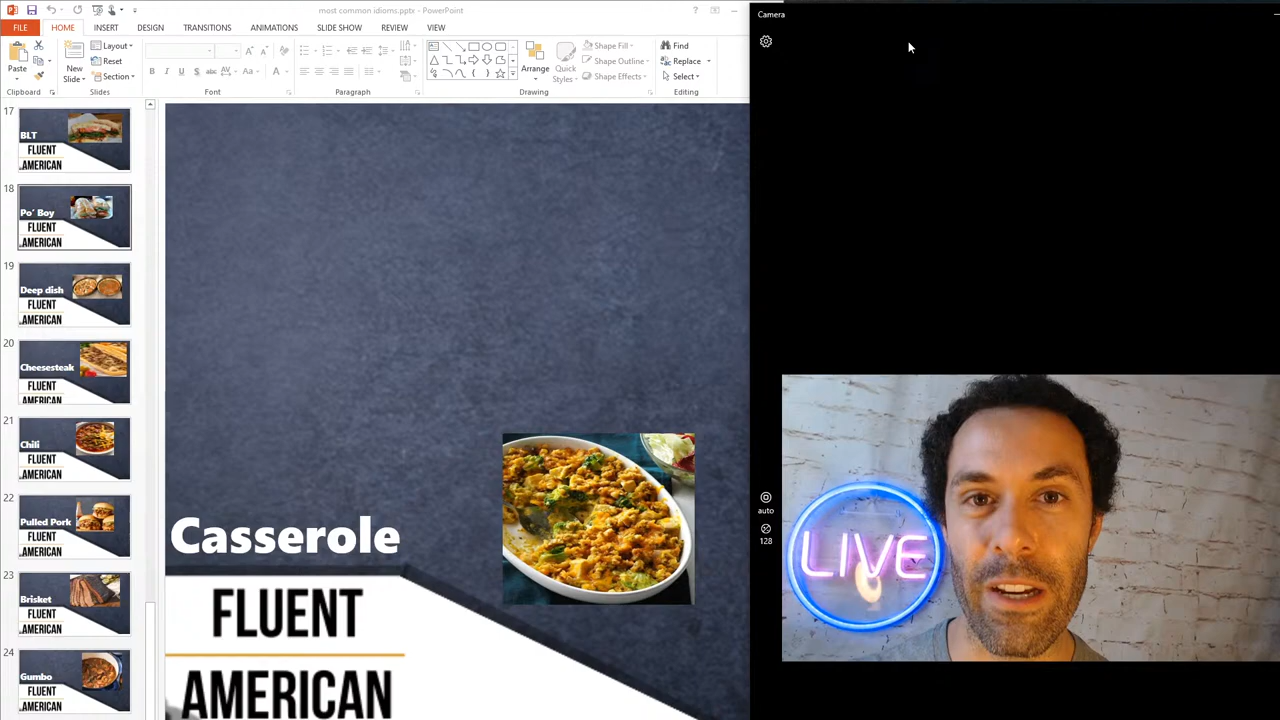 most common idioms.pptx - PowerPoint
FILE HOME INSERT DESIGN TRANSITIONS ANIMATIONS SLIDE SHOW REVIEW VIEW
Paste
New
Slide
Layout
Reset
Section
B I U S abc AV Aa A
Arrange
Quick
Styles
Shape Fill
Shape Outline
Shape Effects
Find
Replace
Select
Clipboard Slides Font Paragraph Drawing Editing
17
BLT
FLUENT
AMERICAN
18
Po' Boy
FLUENT
AMERICAN
19
Deep dish
FLUENT
AMERICAN
20
Cheesesteak
FLUENT
AMERICAN
21
Chili
FLUENT
AMERICAN
22
Pulled Pork
FLUENT
AMERICAN
23
Brisket
FLUENT
AMERICAN
24
Gumbo
FLUENT
AMERICAN
Casserole
FLUENT
AMERICAN
Camera
auto
128
LIVE